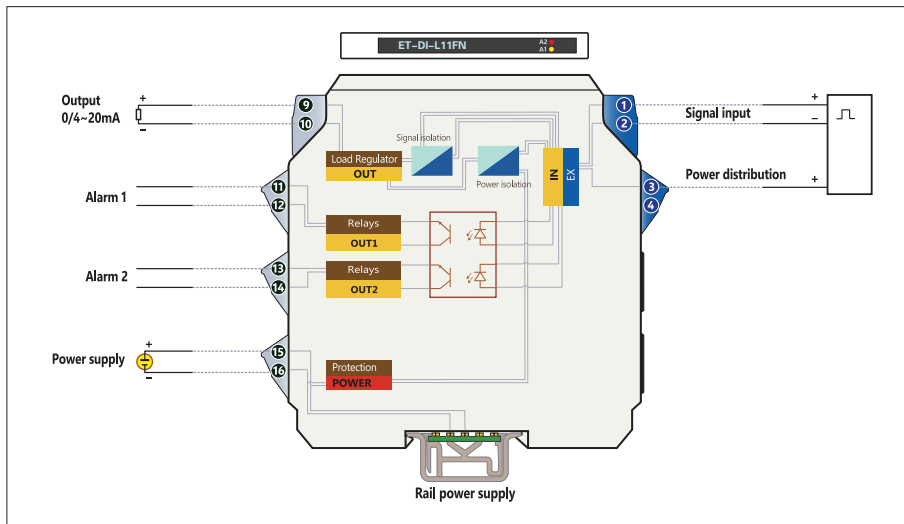 ET-DI-L11FN
A2
A1
Output
0/4~20mA
+
−
9
10
1
2
Signal input
+
−
Signal isolation
Load Regulator
OUT
Power isolation
IN
EX
3
4
Power distribution
+
Alarm 1
11
12
Relays
OUT1
Alarm 2
13
14
Relays
OUT2
Power supply
+
−
15
16
Protection
POWER
Rail power supply